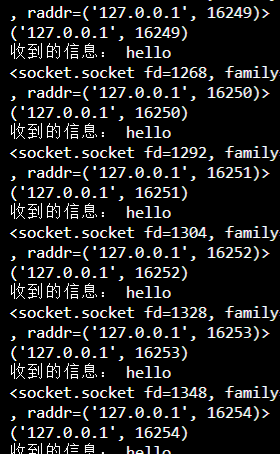 , raddr=('127.0.0.1', 16249)>
('127.0.0.1', 16249)
收到的信息： hello
<socket.socket fd=1268, family
, raddr=('127.0.0.1', 16250)>
('127.0.0.1', 16250)
收到的信息： hello
<socket.socket fd=1292, family
, raddr=('127.0.0.1', 16251)>
('127.0.0.1', 16251)
收到的信息： hello
<socket.socket fd=1304, family
, raddr=('127.0.0.1', 16252)>
('127.0.0.1', 16252)
收到的信息： hello
<socket.socket fd=1328, family
, raddr=('127.0.0.1', 16253)>
('127.0.0.1', 16253)
收到的信息： hello
<socket.socket fd=1348, family
, raddr=('127.0.0.1', 16254)>
('127.0.0.1', 16254)
收到的信息： hello